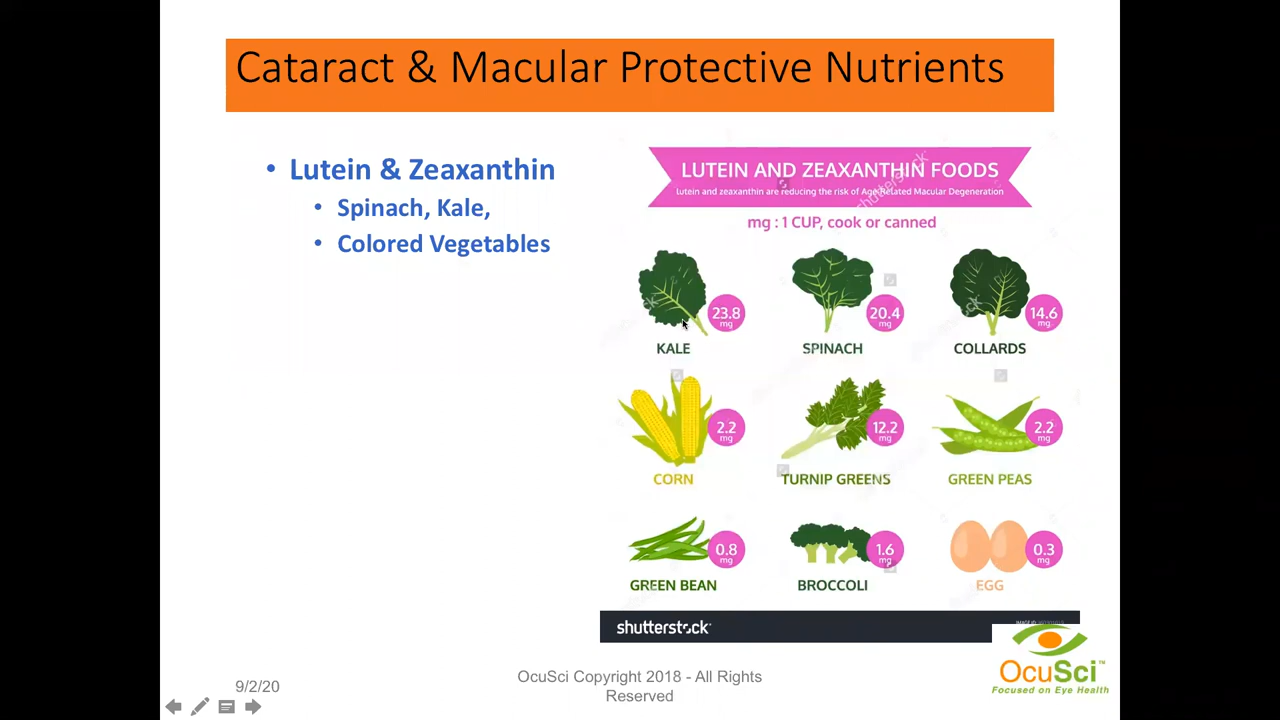 Cataract & Macular Protective Nutrients
• Lutein & Zeaxanthin
• Spinach, Kale,
• Colored Vegetables
LUTEIN AND ZEAXANTHIN FOODS
lutein and zeaxanthin are reducing the risk of Age Related Macular Degeneration
mg : 1 CUP, cook or canned
23.8 mg
KALE
20.4 mg
SPINACH
14.6 mg
COLLARDS
2.2 mg
CORN
12.2 mg
TURNIP GREENS
2.2 mg
GREEN PEAS
0.8 mg
GREEN BEAN
1.6 mg
BROCCOLI
0.3 mg
EGG
shutterstock
shutterstock
9/2/20
OcuSci Copyright 2018 - All Rights
Reserved
OcuSci™
Focused on Eye Health